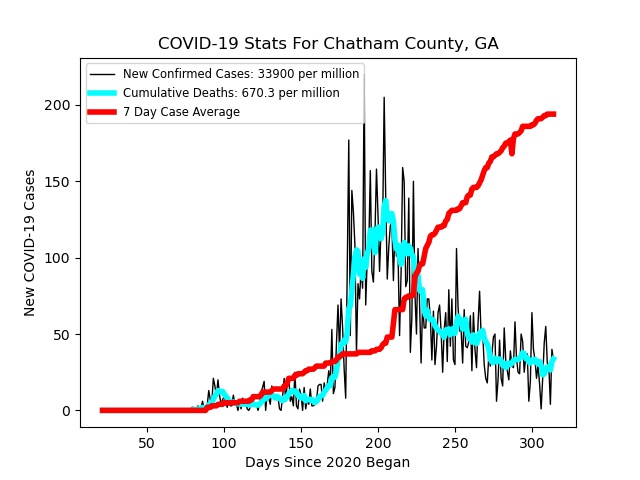 COVID-19 Stats For Chatham County, GA
New Confirmed Cases: 33900 per million
Cumulative Deaths: 670.3 per million
7 Day Case Average
200
150
100
50
0
New COVID-19 Cases
50 100 150 200 250 300
Days Since 2020 Began